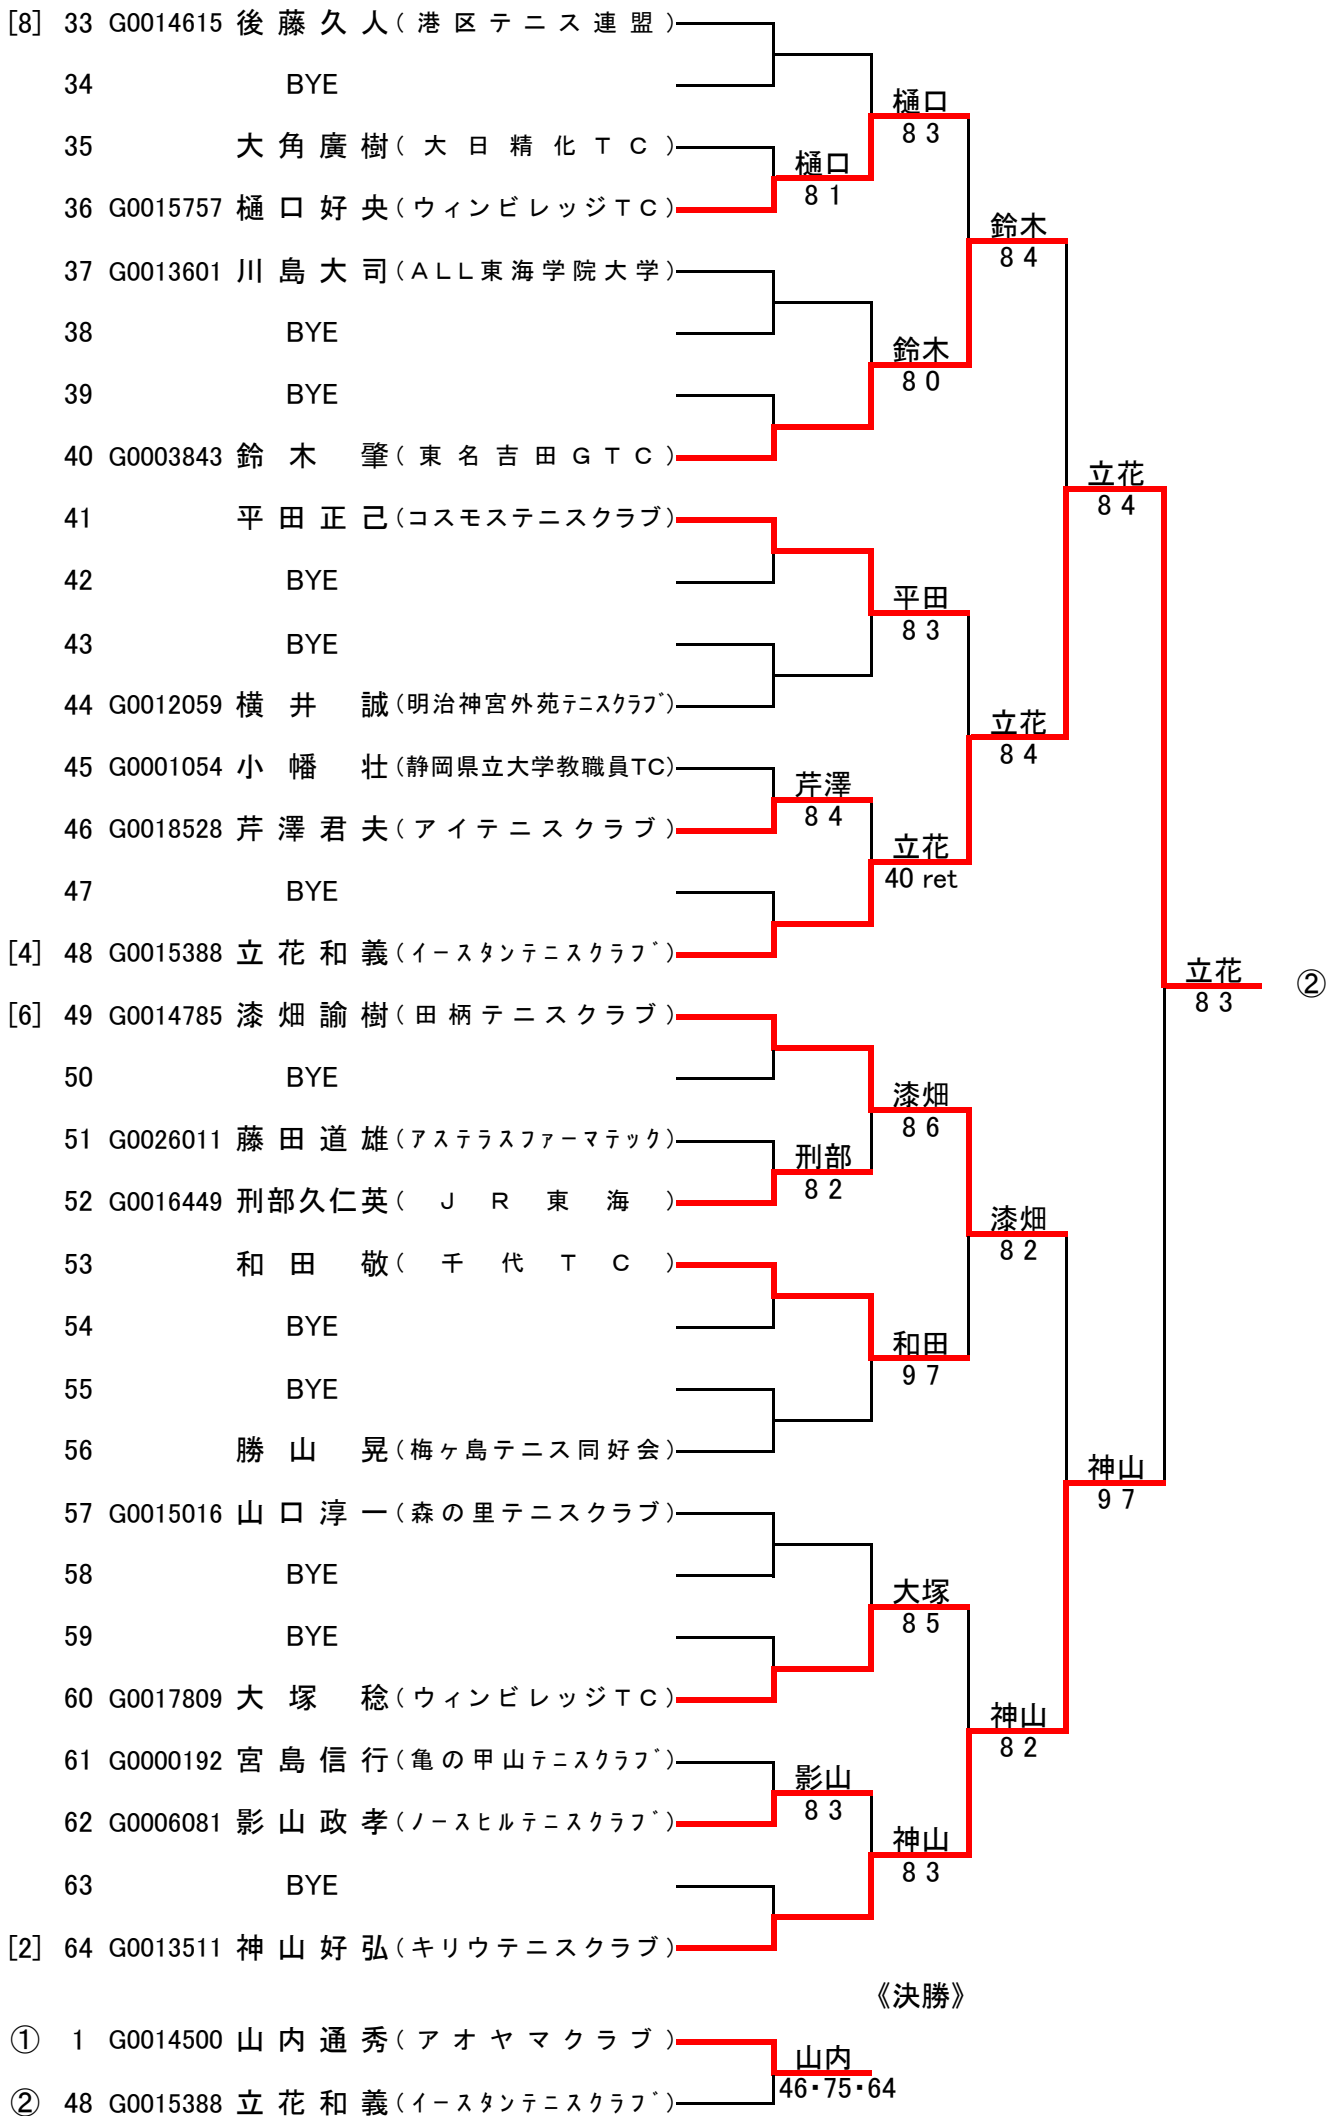 [8] 33 G0014615 後藤久人(港区テニス連盟)
34 BYE
樋口
83
35 大角廣樹(大日精化TC)
樋口
81
36 G0015757 樋口好央(ウィンビレッジTC)
鈴木
84
37 G0013601 川島大司(ALL東海学院大学)
38 BYE
鈴木
80
39 BYE
40 G0003843 鈴木肇(東名吉田GTC)
立花
84
41 平田正己(コスモステニスクラブ)
42 BYE
平田
83
43 BYE
44 G0012059 横井誠(明治神宮外苑テニスクラブ)
立花
84
45 G0001054 小幡壮(静岡県立大学教職員TC)
芹澤
84
46 G0018528 芹澤君夫(アイテニスクラブ)
立花
40 ret
47 BYE
[4] 48 G0015388 立花和義(イースタンテニスクラブ)
立花
83
②
[6] 49 G0014785 漆畑諭樹(田柄テニスクラブ)
50 BYE
漆畑
86
51 G0026011 藤田道雄(アステラスファーマテック)
刑部
82
52 G0016449 刑部久仁英(JR東海)
漆畑
82
53 和田敬(千代TC)
54 BYE
和田
97
55 BYE
56 勝山晃(梅ヶ島テニス同好会)
神山
97
57 G0015016 山口淳一(森の里テニスクラブ)
58 BYE
大塚
85
59 BYE
60 G0017809 大塚稔(ウィンビレッジTC)
神山
82
61 G0000192 宮島信行(亀の甲山テニスクラブ)
影山
83
62 G0006081 影山政孝(ノースヒルテニスクラブ)
神山
83
63 BYE
[2] 64 G0013511 神山好弘(キリウテニスクラブ)
《決勝》
① 1 G0014500 山内通秀(アオヤマクラブ)
山内
46・75・64
② 48 G0015388 立花和義(イースタンテニスクラブ)